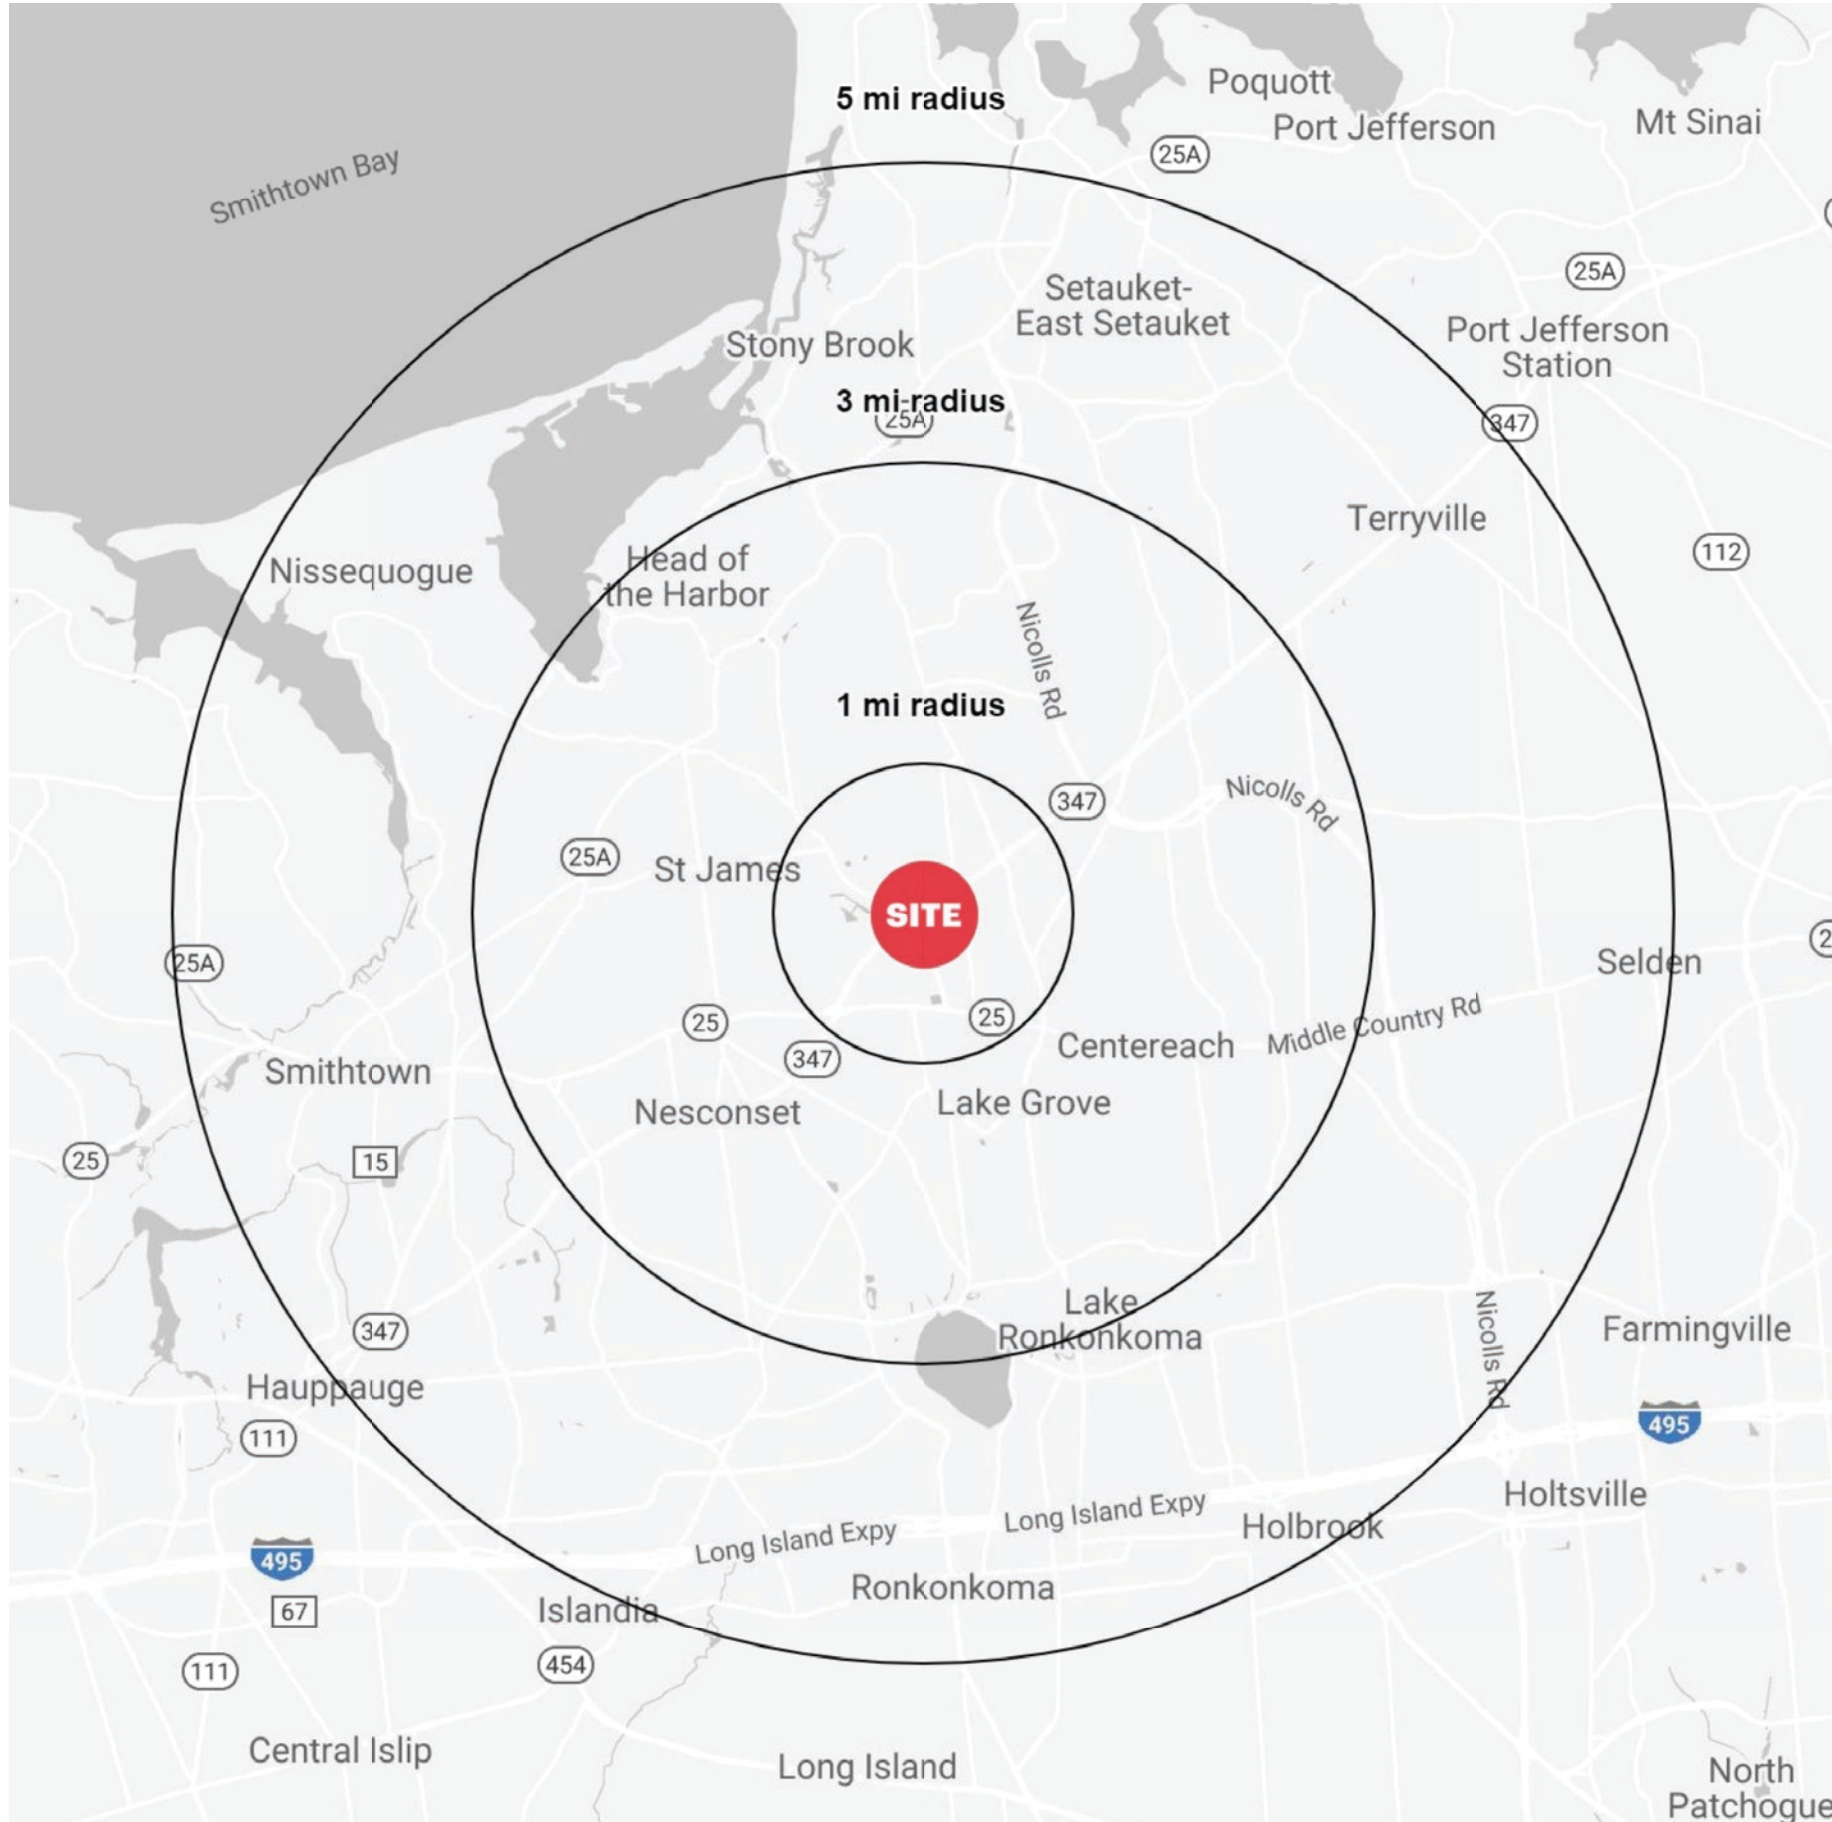 Poquott
5 mi radius
Mt Sinai
Port Jefferson
25A
Smithtown Bay
25A
Setauket-
East Setauket
Port Jefferson
Station
Stony Brook
3 mi radius
25A
347
Terryville
112
Head of
the Harbor
Nissequogue
Nicolls Rd
1 mi radius
347
Nicolls Rd
25A
St James
SITE
25A
Selden
25
25
Middle Country Rd
Centereach
347
Smithtown
Lake Grove
Nesconset
25
15
Lake
Ronkonkoma
347
Farmingville
Nicolls Rd
Hauppauge
495
111
Holtsville
Long Island Expy
Holbrook
Long Island Expy
495
Ronkonkoma
67
Islandia
454
111
Central Islip
Long Island
North
Patchogue